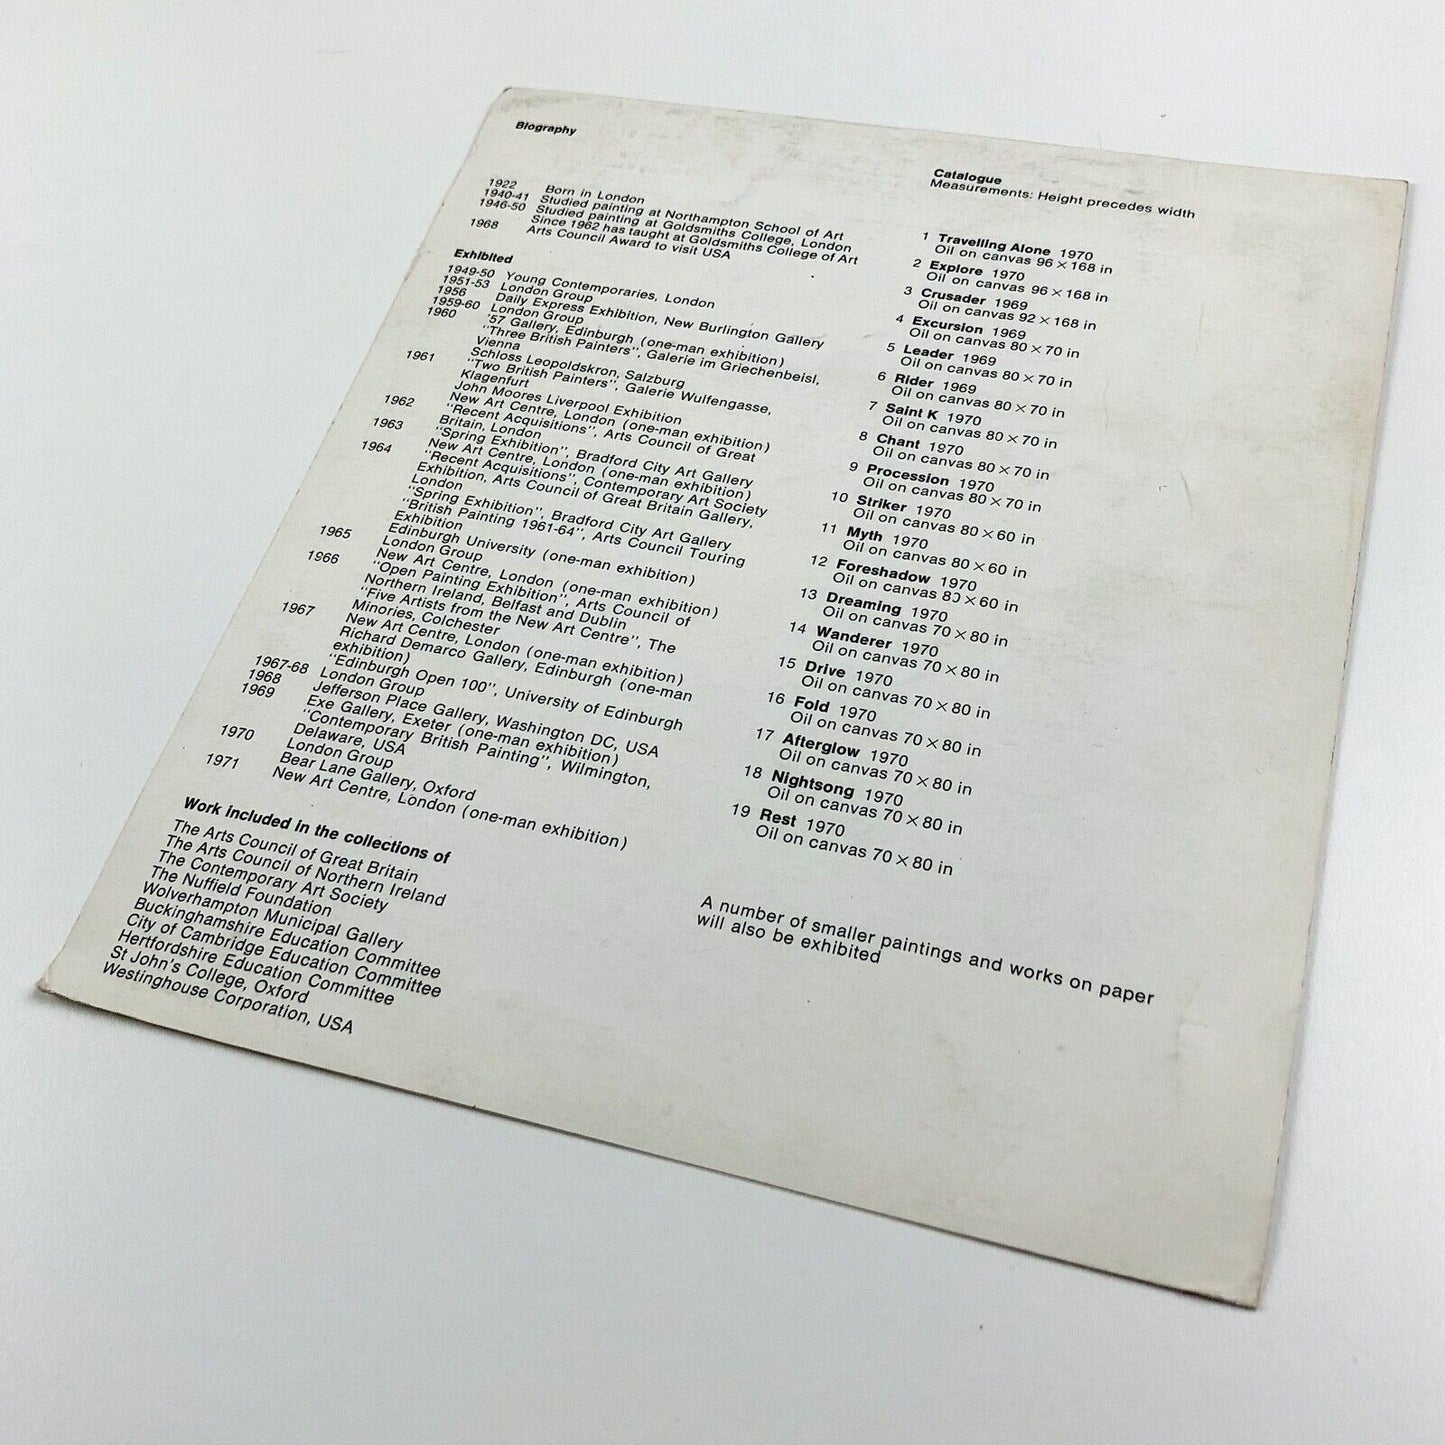 Biography
1922 Born in London
1940-41 Studied painting at Northampton School of Art
1946-50 Studied painting at Goldsmiths College, London
Since 1962 has taught at Goldsmiths College of Art
1968 Arts Council Award to visit USA
Exhibited
1949-50 Young Contemporaries, London
1951-53 London Group
1956 Daily Express Exhibition, New Burlington Gallery
1959-60 London Group
1960 '57 Gallery, Edinburgh (one-man exhibition)
"Three British Painters", Galerie im Griechenbeisl,
Vienna
Schloss Leopoldskron, Salzburg
1961 "Two British Painters", Galerie Wulfengasse,
Klagenfurt
John Moores Liverpool Exhibition
New Art Centre, London (one-man exhibition)
1962 "Recent Acquisitions", Arts Council of Great
Britain, London
1963 "Spring Exhibition", Bradford City Art Gallery
New Art Centre, London (one-man exhibition)
1964 "Recent Acquisitions", Contemporary Art Society
Exhibition, Arts Council of Great Britain Gallery,
London
"Spring Exhibition", Bradford City Art Gallery
"British Painting 1961-64", Arts Council Touring
Exhibition
Edinburgh University (one-man exhibition)
1965 London Group
New Art Centre, London (one-man exhibition)
1966 "Open Painting Exhibition", Arts Council of
Northern Ireland, Belfast and Dublin
"Five Artists from the New Art Centre", The
Minories, Colchester
1967 New Art Centre, London (one-man exhibition)
Richard Demarco Gallery, Edinburgh (one-man
exhibition)
"Edinburgh Open 100", University of Edinburgh
1967-68 London Group
1968 Jefferson Place Gallery, Washington DC, USA
1969 Exe Gallery, Exeter (one-man exhibition)
"Contemporary British Painting", Wilmington,
Delaware, USA
London Group
1970 Bear Lane Gallery, Oxford
1971 New Art Centre, London (one-man exhibition)
Work included in the collections of
The Arts Council of Great Britain
The Arts Council of Northern Ireland
The Contemporary Art Society
The Nuffield Foundation
Wolverhampton Municipal Gallery
Buckinghamshire Education Committee
City of Cambridge Education Committee
Hertfordshire Education Committee
St John's College, Oxford
Westinghouse Corporation, USA
Catalogue
Measurements: Height precedes width
1 Travelling Alone 1970
Oil on canvas 96 × 168 in
2 Explore 1970
Oil on canvas 96 × 168 in
3 Crusader 1969
Oil on canvas 92 × 168 in
4 Excursion 1969
Oil on canvas 80 × 70 in
5 Leader 1969
Oil on canvas 80 × 70 in
6 Rider 1969
Oil on canvas 80 × 70 in
7 Saint K 1970
Oil on canvas 80 × 70 in
8 Chant 1970
Oil on canvas 80 × 70 in
9 Procession 1970
Oil on canvas 80 × 70 in
10 Striker 1970
Oil on canvas 80 × 60 in
11 Myth 1970
Oil on canvas 80 × 60 in
12 Foreshadow 1970
Oil on canvas 80 × 60 in
13 Dreaming 1970
Oil on canvas 70 × 80 in
14 Wanderer 1970
Oil on canvas 70 × 80 in
15 Drive 1970
Oil on canvas 70 × 80 in
16 Fold 1970
Oil on canvas 70 × 80 in
17 Afterglow 1970
Oil on canvas 70 × 80 in
18 Nightsong 1970
Oil on canvas 70 × 80 in
19 Rest 1970
Oil on canvas 70 × 80 in
A number of smaller paintings and works on paper
will also be exhibited